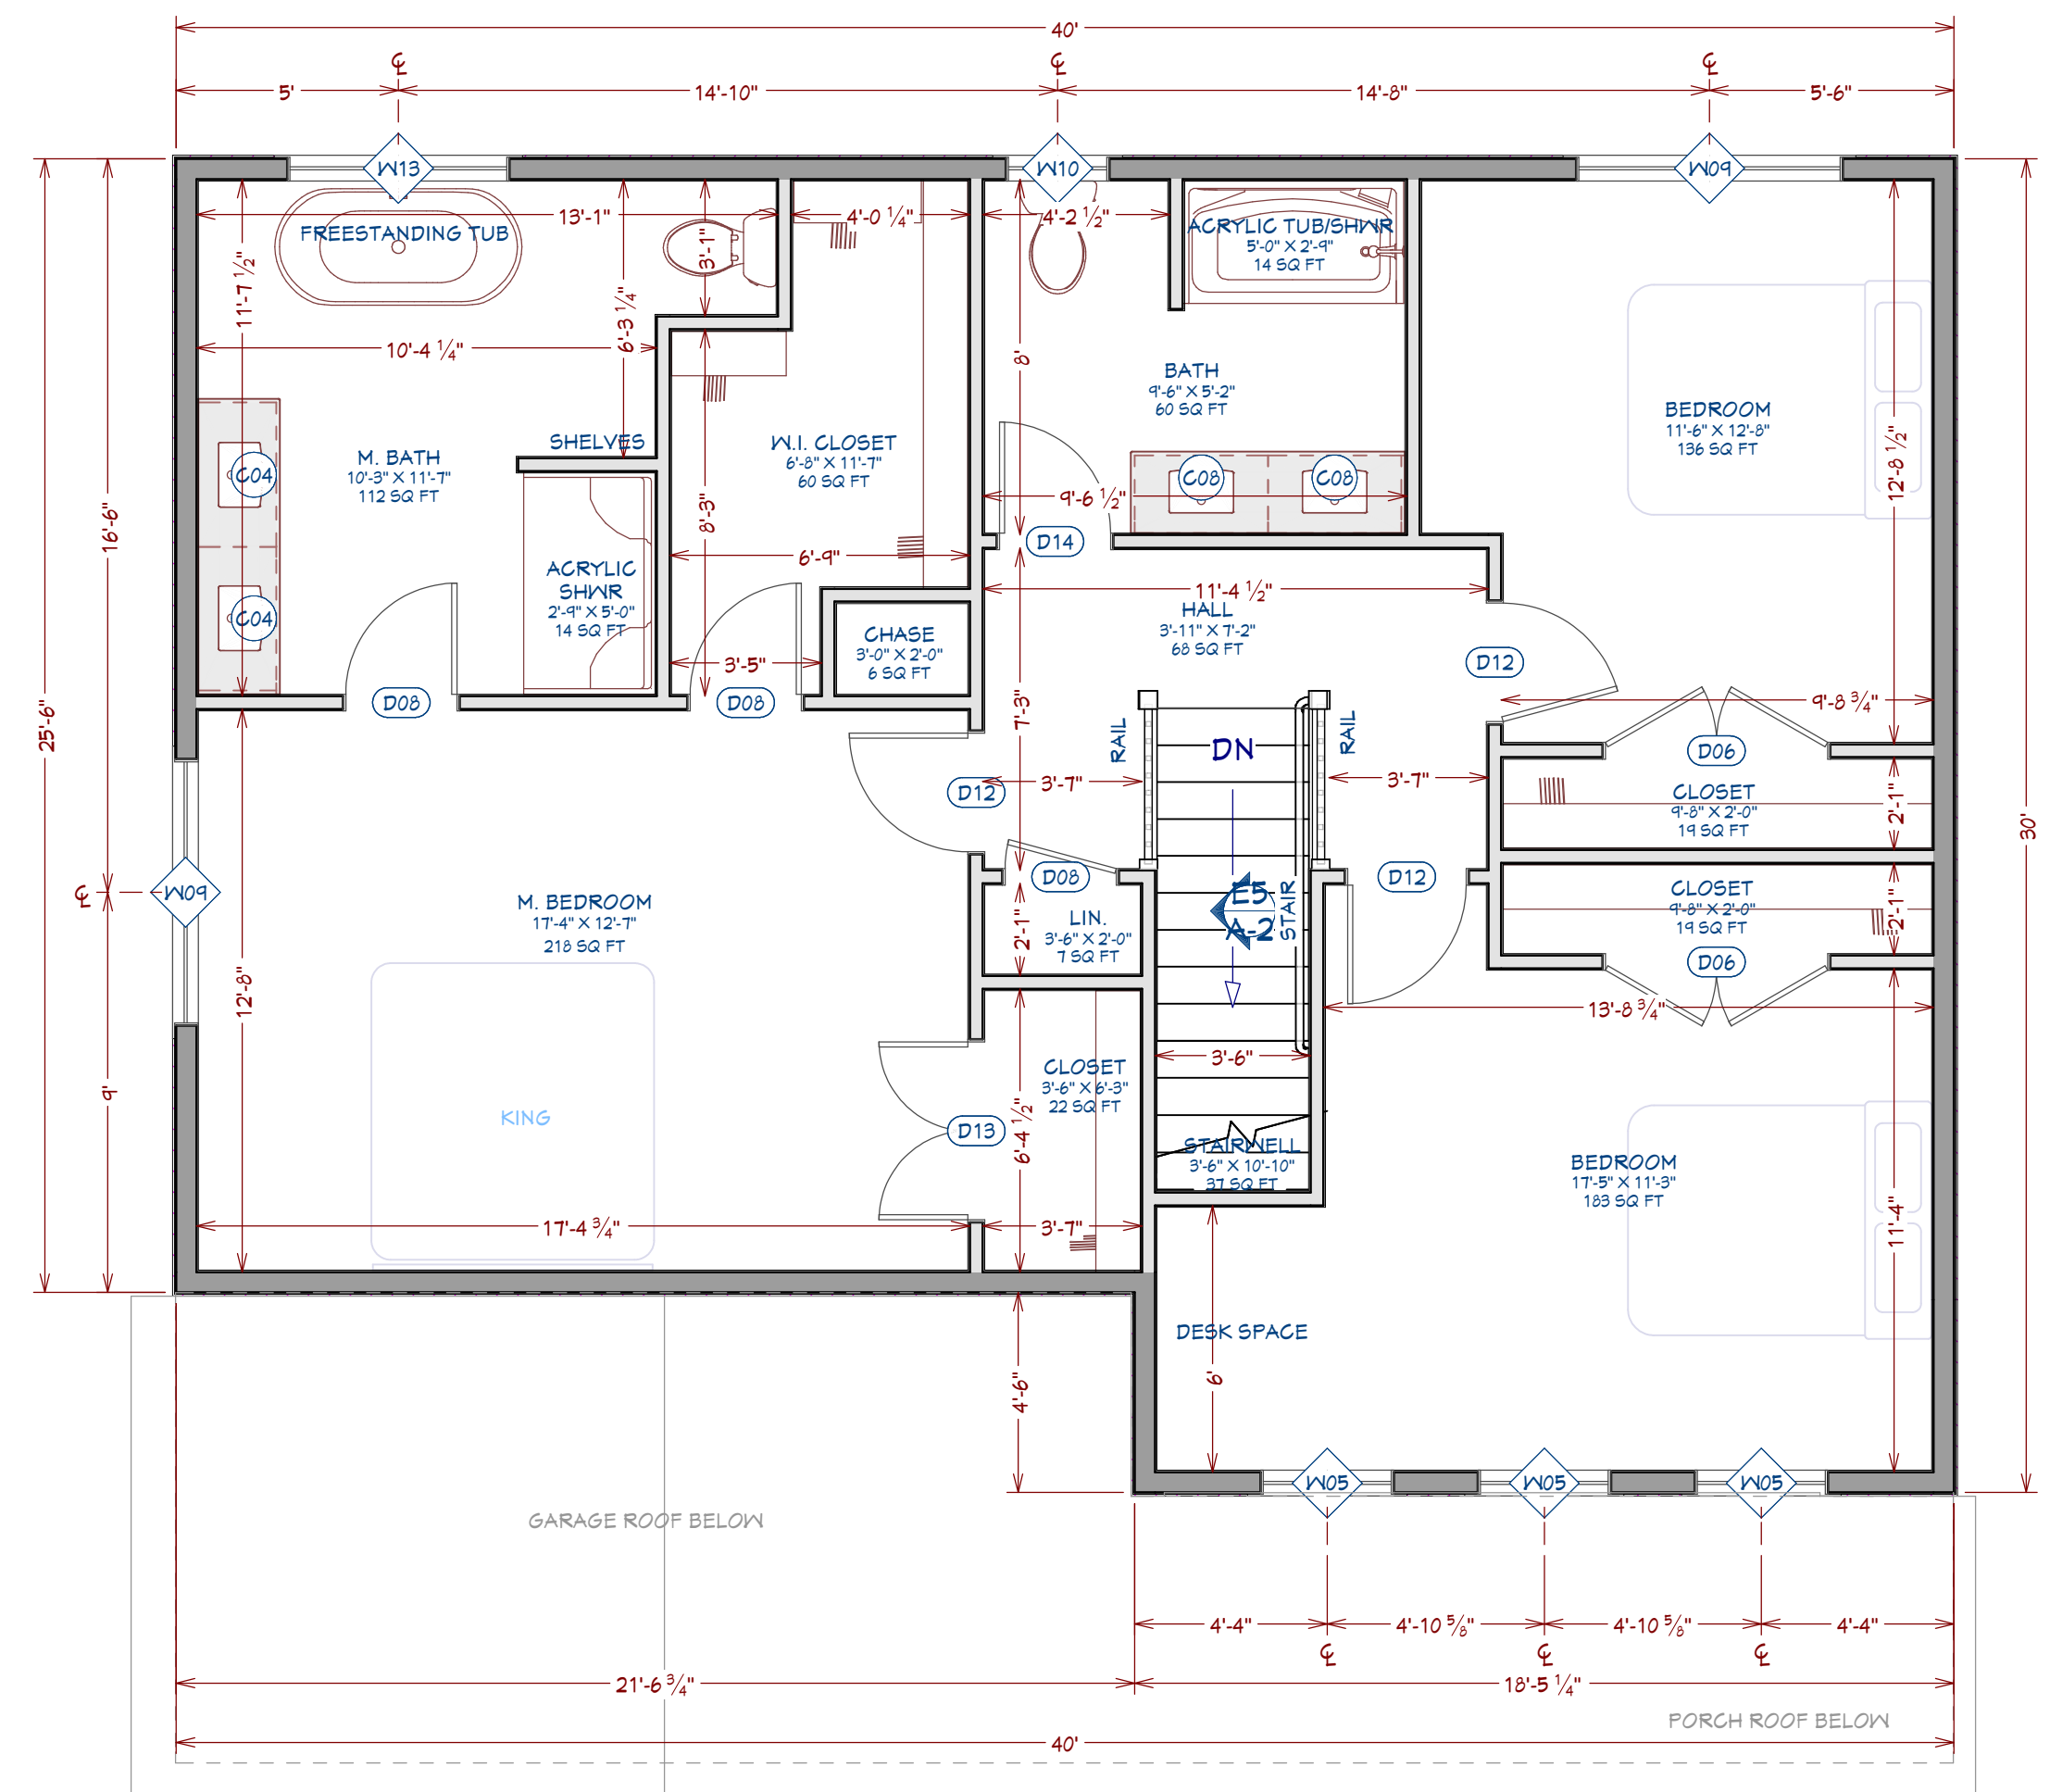 40'
℄ ℄ ℄
5' 14'-10" 14'-8" 5'-6"
W13 W10 W09
13'-1" 4'-0 1/4" 4'-2 1/2"
FREESTANDING TUB
3'-1"
11'-7 1/2"
6'-3 1/4"
ACRYLIC TUB/SHWR
5'-0" X 2'-9"
14 SQ FT
10'-4 1/4"
8'
BATH
9'-6" X 5'-2"
60 SQ FT
BEDROOM
11'-6" X 12'-8"
136 SQ FT
12'-8 1/2"
SHELVES
M. BATH
10'-3" X 11'-7"
112 SQ FT
W.I. CLOSET
6'-8" X 11'-7"
60 SQ FT
C04
C08 C08
9'-6 1/2"
8'-3"
16'-6"
D14
6'-9"
ACRYLIC
SHWR
2'-9" X 5'-0"
14 SQ FT
C04
11'-4 1/2"
HALL
3'-11" X 7'-2"
68 SQ FT
CHASE
3'-0" X 2'-0"
6 SQ FT
3'-5"
D12
D08 D08
9'-8 3/4"
25'-6"
7'-3"
RAIL
DN
RAIL
D06
3'-7" 3'-7"
D12
CLOSET
9'-8" X 2'-0"
19 SQ FT
2'-1"
30'
℄ W09
D08
D12
M. BEDROOM
17'-4" X 12'-7"
218 SQ FT
LIN.
3'-6" X 2'-0"
7 SQ FT
2'-1"
E5
A-2
STAIR
CLOSET
9'-8" X 2'-0"
19 SQ FT
2'-1"
D06
12'-8"
13'-8 3/4"
3'-6"
CLOSET
3'-6" X 6'-3"
22 SQ FT
9'
KING
D13
6'-4 1/2"
STAIRWELL
3'-6" X 10'-10"
37 SQ FT
BEDROOM
17'-5" X 11'-3"
183 SQ FT
11'-4"
17'-4 3/4" 3'-7"
DESK SPACE
6'
4'-6"
W05 W05 W05
GARAGE ROOF BELOW
4'-4" 4'-10 5/8" 4'-10 5/8" 4'-4"
℄ ℄ ℄
21'-6 3/4" 18'-5 1/4"
PORCH ROOF BELOW
40'